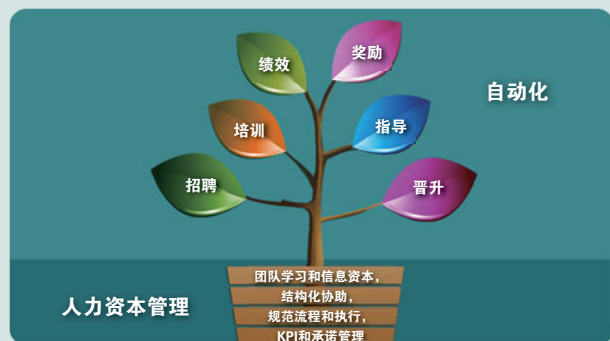 绩效
奖励
自动化
培训
指导
招聘
晋升
人力资本管理
团队学习和信息资本，
结构化协助，
规范流程和执行，
KPI和承诺管理